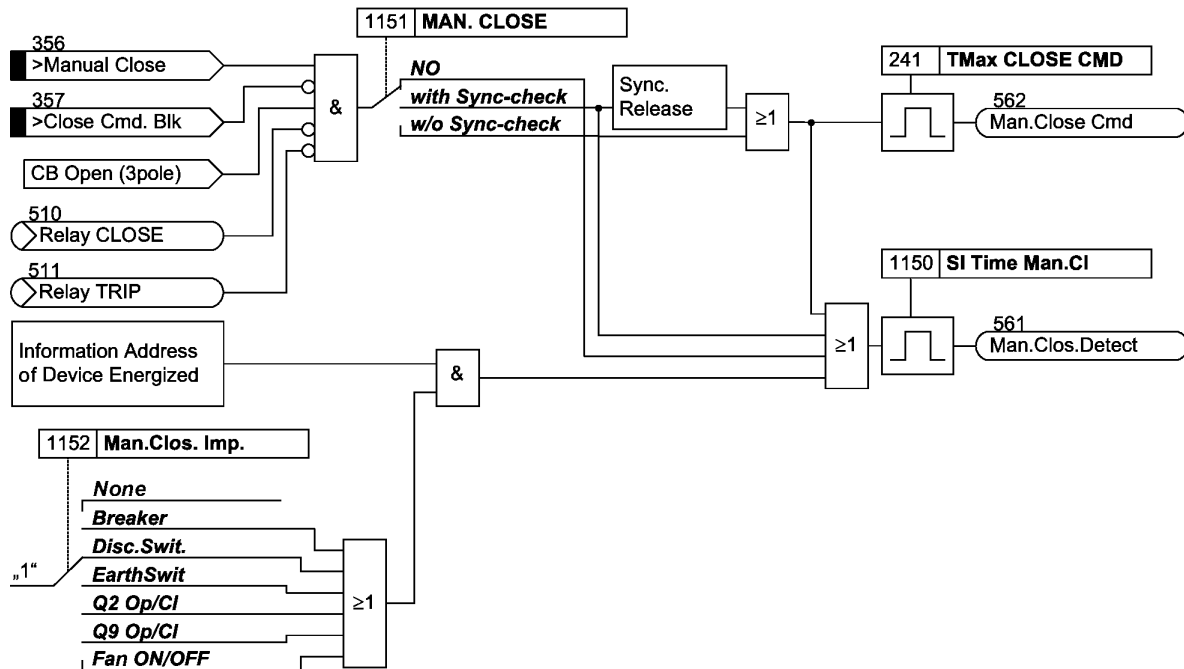 1151 MAN. CLOSE
356
>Manual Close
357
>Close Cmd. Blk
CB Open (3pole)
510
Relay CLOSE
511
Relay TRIP
&
NO
with Sync-check
w/o Sync-check
Sync.
Release
≥1
241 TMax CLOSE CMD
562
Man.Close Cmd
1150 SI Time Man.Cl
561
Man.Clos.Detect
≥1
Information Address
of Device Energized
&
1152 Man.Clos. Imp.
None
Breaker
Disc.Swit.
EarthSwit
Q2 Op/Cl
Q9 Op/Cl
Fan ON/OFF
„1"
≥1